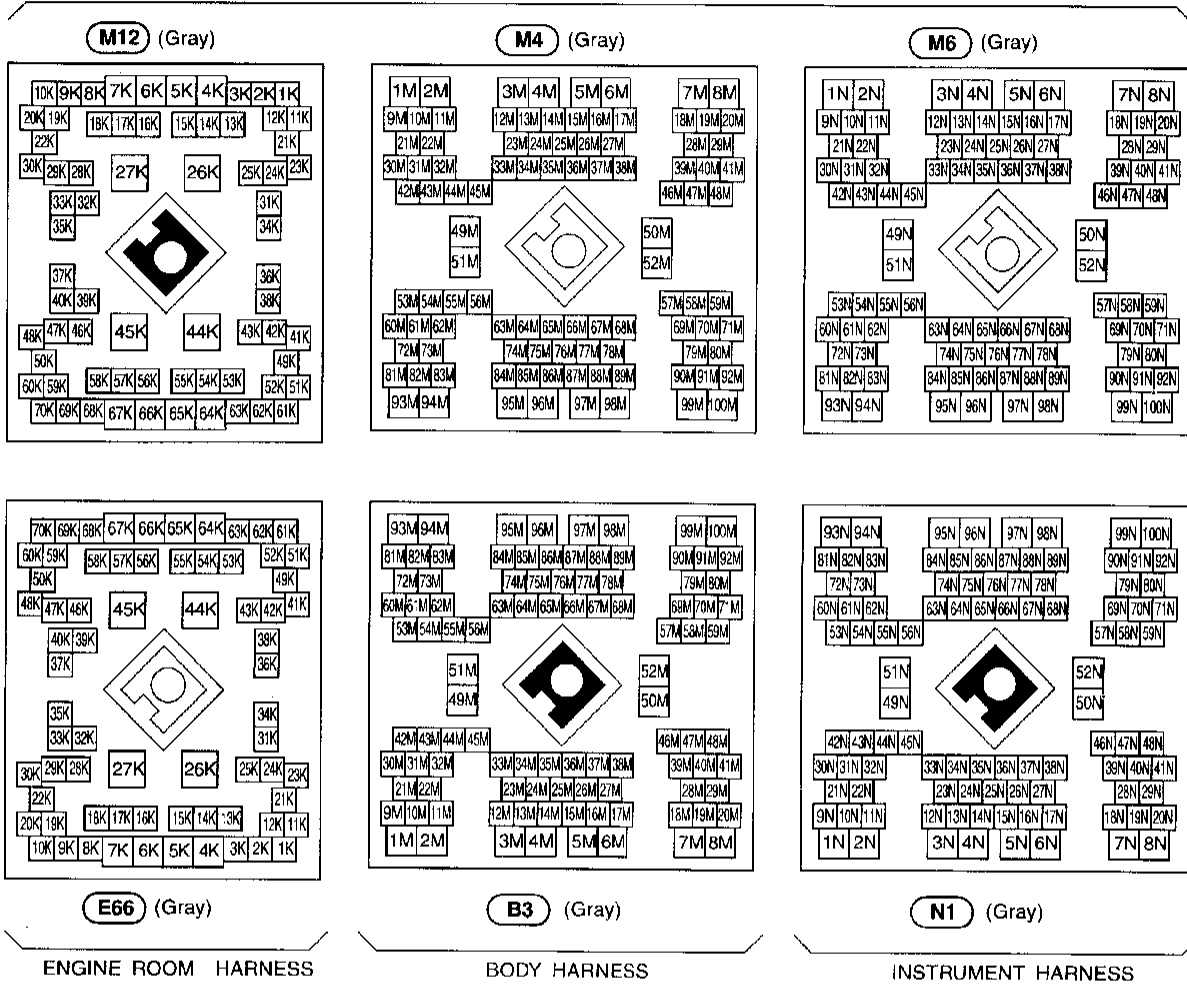 M12 (Gray)
M4 (Gray)
M6 (Gray)
10K 9K 8K 7K 6K 5K 4K 3K 2K 1K
20K 19K 18K 17K 16K 15K 14K 13K 12K 11K
22K 21K
30K 29K 28K 27K 26K 25K 24K 23K
33K 32K 31K
35K 34K
37K 36K
40K 39K 38K
48K 47K 46K 45K 44K 43K 42K 41K
50K 49K
60K 59K 58K 57K 56K 55K 54K 53K 52K 51K
70K 69K 68K 67K 66K 65K 64K 63K 62K 61K
1M 2M 3M 4M 5M 6M 7M 8M
9M 10M 11M 12M 13M 14M 15M 16M 17M 18M 19M 20M
21M 22M 23M 24M 25M 26M 27M 28M 29M
30M 31M 32M 33M 34M 35M 36M 37M 38M 39M 40M 41M
42M 43M 44M 45M 46M 47M 48M
49M 50M
51M 52M
53M 54M 55M 56M 57M 58M 59M
60M 61M 62M 63M 64M 65M 66M 67M 68M 69M 70M 71M
72M 73M 74M 75M 76M 77M 78M 79M 80M
81M 82M 83M 84M 85M 86M 87M 88M 89M 90M 91M 92M
93M 94M 95M 96M 97M 98M 99M 100M
1N 2N 3N 4N 5N 6N 7N 8N
9N 10N 11N 12N 13N 14N 15N 16N 17N 18N 19N 20N
21N 22N 23N 24N 25N 26N 27N 28N 29N
30N 31N 32N 33N 34N 35N 36N 37N 38N 39N 40N 41N
42N 43N 44N 45N 46N 47N 48N
49N 50N
51N 52N
53N 54N 55N 56N 57N 58N 59N
60N 61N 62N 63N 64N 65N 66N 67N 68N 69N 70N 71N
72N 73N 74N 75N 76N 77N 78N 79N 80N
81N 82N 83N 84N 85N 86N 87N 88N 89N 90N 91N 92N
93N 94N 95N 96N 97N 98N 99N 100N
70K 69K 68K 67K 66K 65K 64K 63K 62K 61K
60K 59K 58K 57K 56K 55K 54K 53K 52K 51K
50K 49K
48K 47K 46K 45K 44K 43K 42K 41K
40K 39K 38K
37K 36K
35K 34K
33K 32K 31K
30K 29K 28K 27K 26K 25K 24K 23K
22K 21K
20K 19K 18K 17K 16K 15K 14K 13K 12K 11K
10K 9K 8K 7K 6K 5K 4K 3K 2K 1K
93M 94M 95M 96M 97M 98M 99M 100M
81M 82M 83M 84M 85M 86M 87M 88M 89M 90M 91M 92M
72M 73M 74M 75M 76M 77M 78M 79M 80M
60M 61M 62M 63M 64M 65M 66M 67M 68M 69M 70M 71M
53M 54M 55M 56M 57M 58M 59M
51M 52M
49M 50M
42M 43M 44M 45M 46M 47M 48M
30M 31M 32M 33M 34M 35M 36M 37M 38M 39M 40M 41M
21M 22M 23M 24M 25M 26M 27M 28M 29M
9M 10M 11M 12M 13M 14M 15M 16M 17M 18M 19M 20M
1M 2M 3M 4M 5M 6M 7M 8M
93N 94N 95N 96N 97N 98N 99N 100N
81N 82N 83N 84N 85N 86N 87N 88N 89N 90N 91N 92N
72N 73N 74N 75N 76N 77N 78N 79N 80N
60N 61N 62N 63N 64N 65N 66N 67N 68N 69N 70N 71N
53N 54N 55N 56N 57N 58N 59N
51N 52N
49N 50N
42N 43N 44N 45N 46N 47N 48N
30N 31N 32N 33N 34N 35N 36N 37N 38N 39N 40N 41N
21N 22N 23N 24N 25N 26N 27N 28N 29N
9N 10N 11N 12N 13N 14N 15N 16N 17N 18N 19N 20N
1N 2N 3N 4N 5N 6N 7N 8N
E66 (Gray)
B3 (Gray)
N1 (Gray)
ENGINE ROOM HARNESS
BODY HARNESS
INSTRUMENT HARNESS